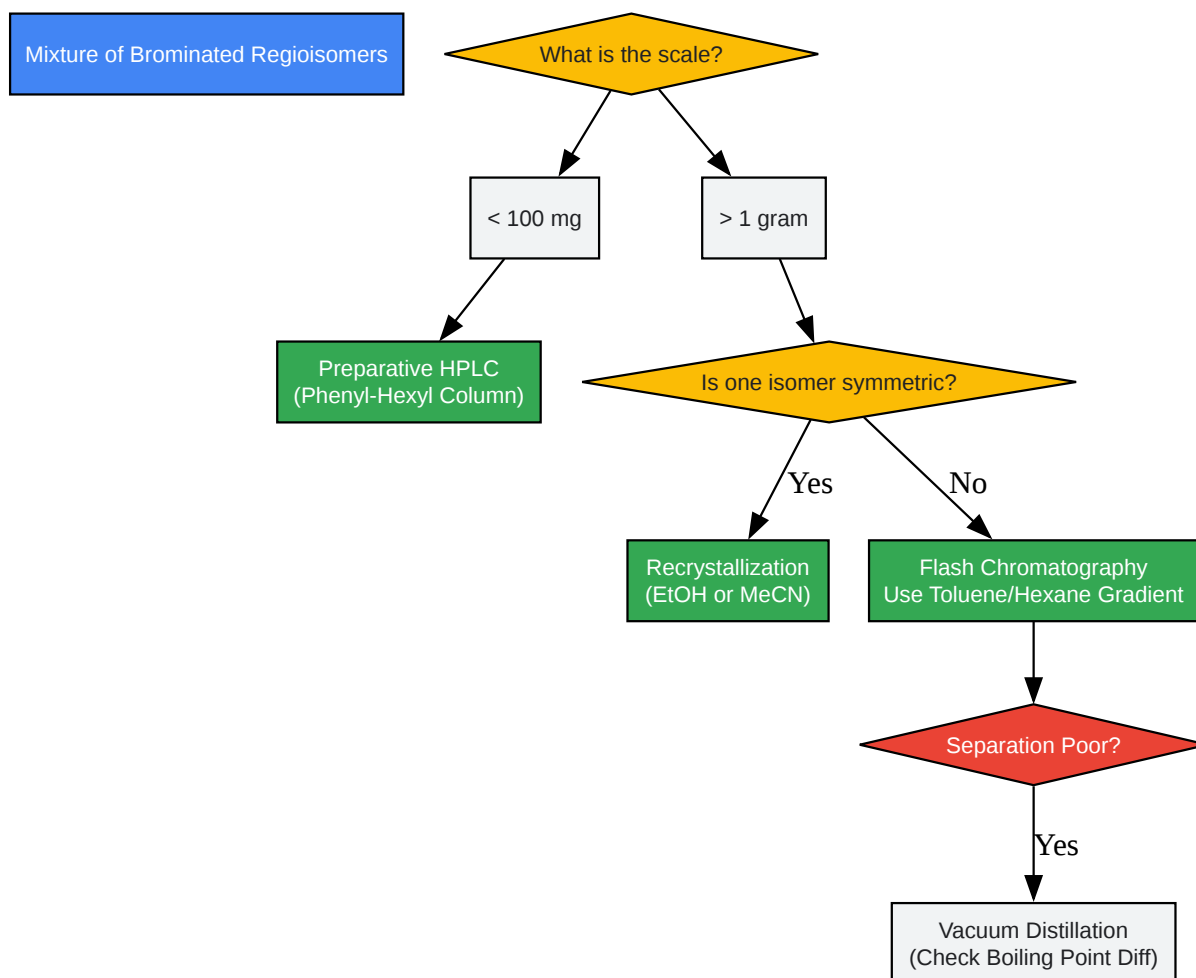 Mixture of Brominated Regioisomers
What is the scale?
< 100 mg
> 1 gram
Preparative HPLC
(Phenyl-Hexyl Column)
Is one isomer symmetric?
Yes
No
Recrystallization
(EtOH or MeCN)
Flash Chromatography
Use Toluene/Hexane Gradient
Separation Poor?
Yes
Vacuum Distillation
(Check Boiling Point Diff)